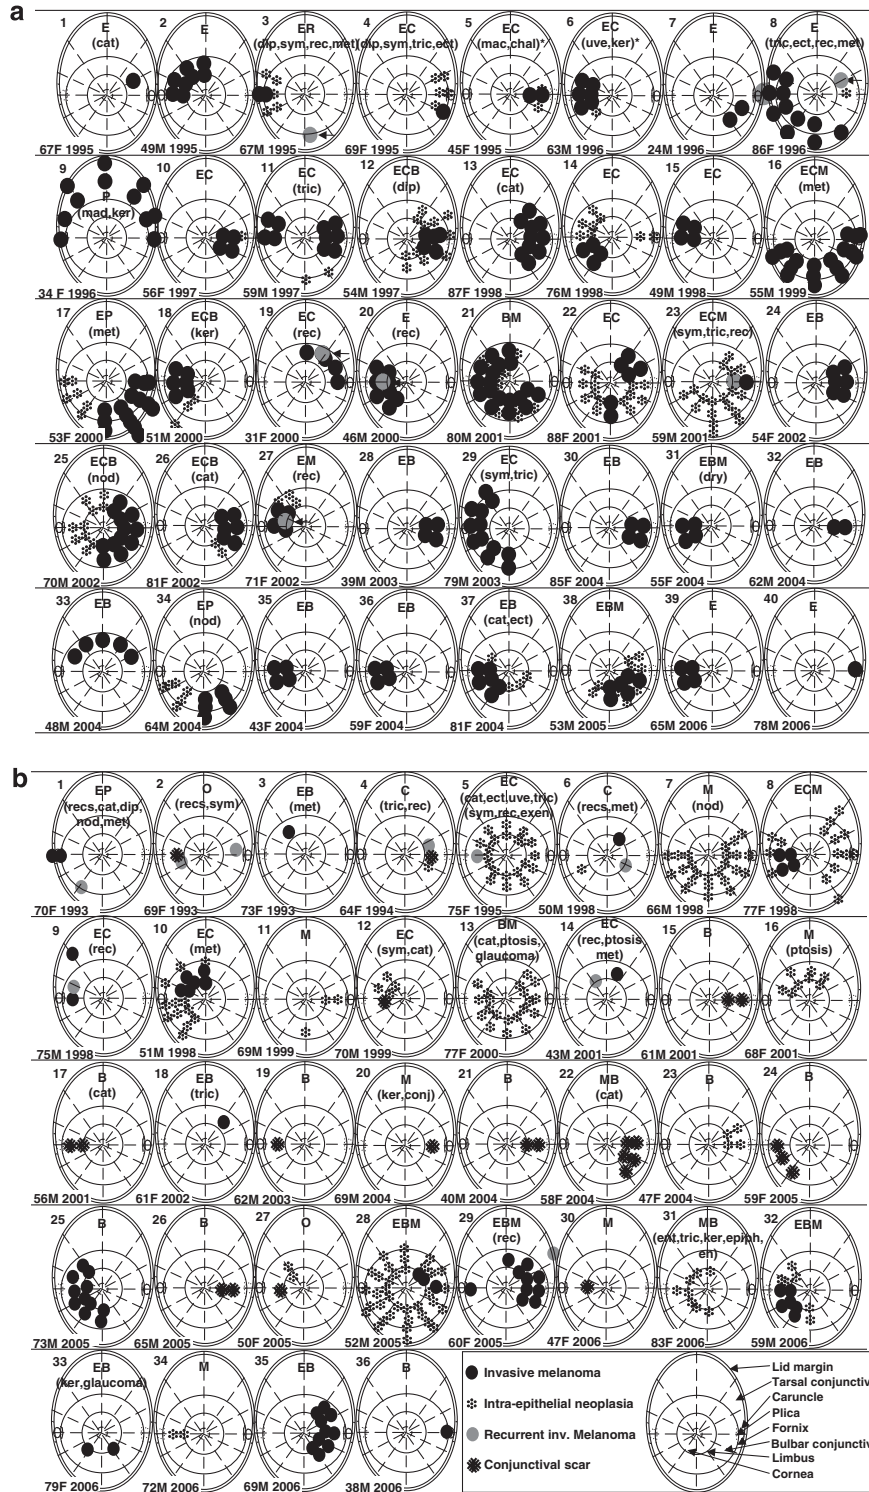 a
1 E (cat) 67F 1995
2 E 49M 1995
3 ER (dip,sym,rec,met) 67M 1995
4 EC (dip,sym,tric,ect) 69F 1995
5 EC (mac,chal)* 45F 1995
6 EC (uve,ker)* 63M 1996
7 E 24M 1996
8 E (tric,ect,rec,met) 86F 1996
9 P (mad,ker) 34 F 1996
10 EC 56F 1997
11 EC (tric) 59M 1997
12 ECB (dip) 54M 1997
13 EC (cat) 87F 1998
14 EC 76M 1998
15 EC 49M 1998
16 ECM (met) 55M 1999
17 EP (met) 53F 2000
18 ECB (ker) 51M 2000
19 EC (rec) 31F 2000
20 E (rec) 46M 2000
21 BM 80M 2001
22 EC 88F 2001
23 ECM (sym,tric,rec) 59M 2001
24 EB 54F 2002
25 ECB (nod) 70M 2002
26 ECB (cat) 81F 2002
27 EM (rec) 71F 2002
28 EB 39M 2003
29 EC (sym,tric) 79M 2003
30 EB 85F 2004
31 EBM (dry) 55F 2004
32 EB 62M 2004
33 EB 48M 2004
34 EP (nod) 64M 2004
35 EB 43F 2004
36 EB 59F 2004
37 EB (cat,ect) 81F 2004
38 EBM 53M 2005
39 E 65M 2006
40 E 78M 2006
b
1 EP (recs,cat,dip, nod,met) 70F 1993
2 O (recs,sym) 69F 1993
3 EB (met) 73F 1993
4 C (tric,rec) 64F 1994
5 EC (cat,ect,uve,tric) (sym,rec,exen) 75F 1995
6 C (recs,met) 50M 1998
7 M (nod) 66M 1998
8 ECM 77F 1998
9 EC (rec) 75M 1998
10 EC (met) 51M 1998
11 M 69M 1999
12 EC (sym,cat) 70M 1999
13 BM (cat,ptosis, glaucoma) 77F 2000
14 EC (rec,ptosis met) 43M 2001
15 B 61M 2001
16 M (ptosis) 68F 2001
17 B (cat) 56M 2001
18 EB (tric) 61F 2002
19 B 62M 2003
20 M (ker,conj) 69M 2004
21 B 40M 2004
22 MB (cat) 58F 2004
23 B 47F 2004
24 B 59F 2005
25 B 73M 2005
26 B 65M 2005
27 O 50F 2005
28 EBM 52M 2005
29 EBM (rec) 60F 2005
30 M 47F 2006
31 MB (ent,tric,ker,epiph, en) 83F 2006
32 EBM 59M 2006
33 EB (ker,glaucoma) 79F 2006
34 M 72M 2006
35 EB 69M 2006
36 B 38M 2006
Invasive melanoma
Intra-epithelial neoplasia
Recurrent inv. Melanoma
Conjunctival scar
Lid margin
Tarsal conjunctiv
Caruncle
Plica
Fornix
Bulbar conjunctiv
Limbus
Cornea